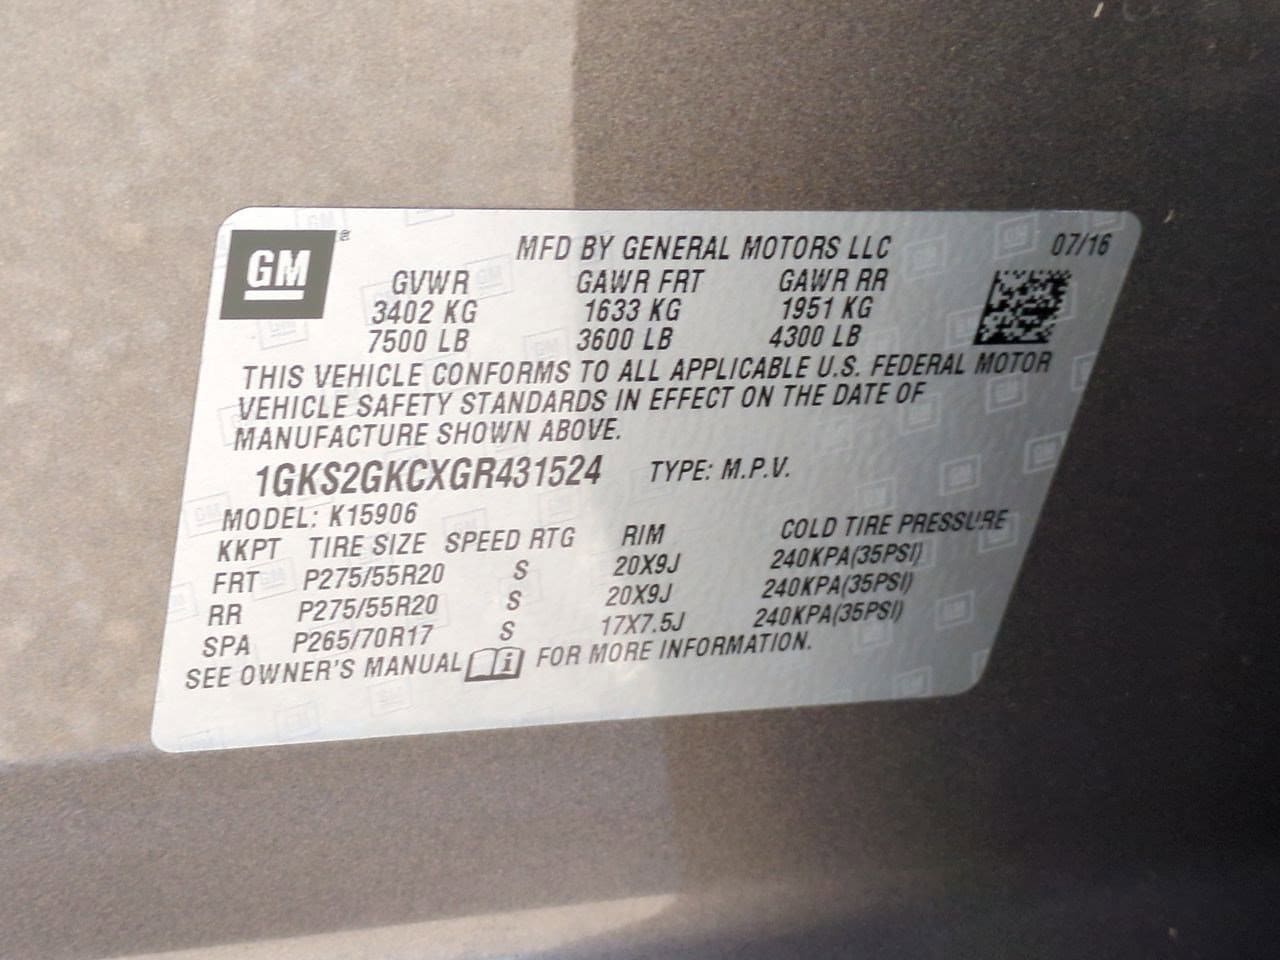 GM
MFD BY GENERAL MOTORS LLC 07/16
GVWR GAWR FRT GAWR RR
3402 KG 1633 KG 1951 KG
7500 LB 3600 LB 4300 LB
THIS VEHICLE CONFORMS TO ALL APPLICABLE U.S. FEDERAL MOTOR
VEHICLE SAFETY STANDARDS IN EFFECT ON THE DATE OF
MANUFACTURE SHOWN ABOVE.
1GKS2GKCXGR431524 TYPE: M.P.V.
MODEL: K15906
KKPT TIRE SIZE SPEED RTG RIM COLD TIRE PRESSURE
FRT P275/55R20 S 20X9J 240KPA(35PSI)
RR P275/55R20 S 20X9J 240KPA(35PSI)
SPA P265/70R17 S 17X7.5J 240KPA(35PSI)
SEE OWNER'S MANUAL i FOR MORE INFORMATION.